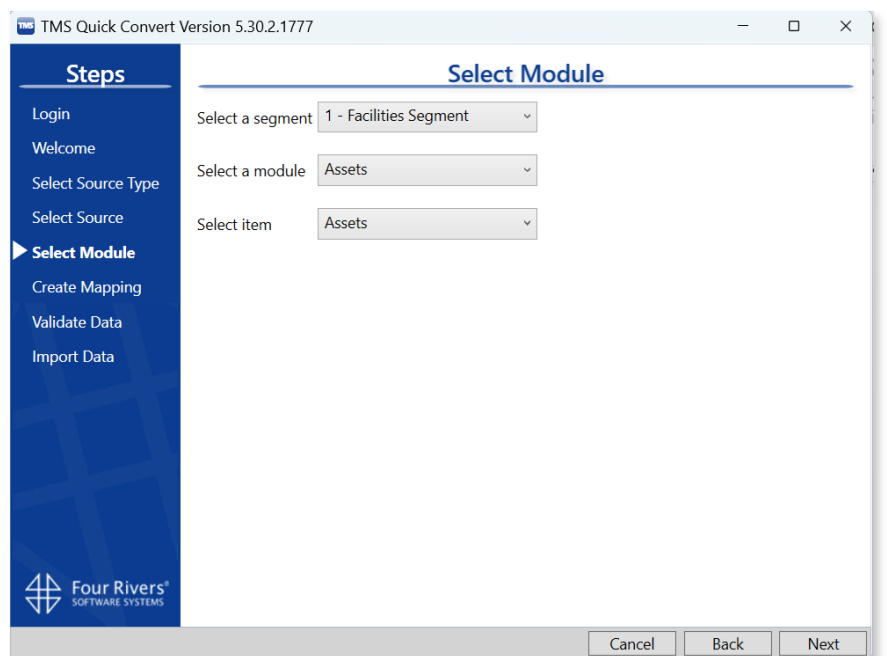 TMS TMS Quick Convert Version 5.30.2.1777
Steps
Login
Welcome
Select Source Type
Select Source
Select Module
Create Mapping
Validate Data
Import Data
Four Rivers®
SOFTWARE SYSTEMS
Select Module
Select a segment 1 - Facilities Segment
Select a module Assets
Select item Assets
Cancel Back Next